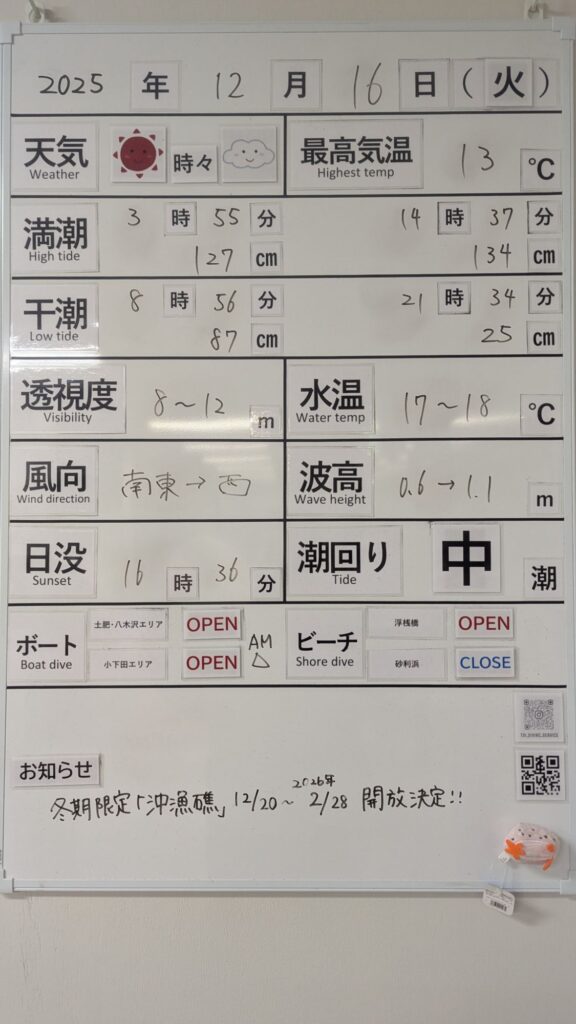 2025 年 12 月 16 日 ( 火 )
天気 Weather 時々 最高気温 Highest temp 13 ℃
満潮 High tide 3 時 55 分 127 cm 14 時 37 分 134 cm
干潮 Low tide 8 時 56 分 87 cm 21 時 34 分 25 cm
透視度 Visibility 8〜12 m 水温 Water temp 17〜18 ℃
風向 Wind direction 南東→西 波高 Wave height 0.6→1.1 m
日没 Sunset 16 時 36 分 潮回り Tide 中 潮
ボート Boat dive 土肥・八木沢エリア OPEN 小下田エリア OPEN AM △
ビーチ Shore dive 浮桟橋 OPEN 砂利浜 CLOSE
お知らせ
冬期限定「沖漁礁」12/20〜2026年2/28 開放決定!!